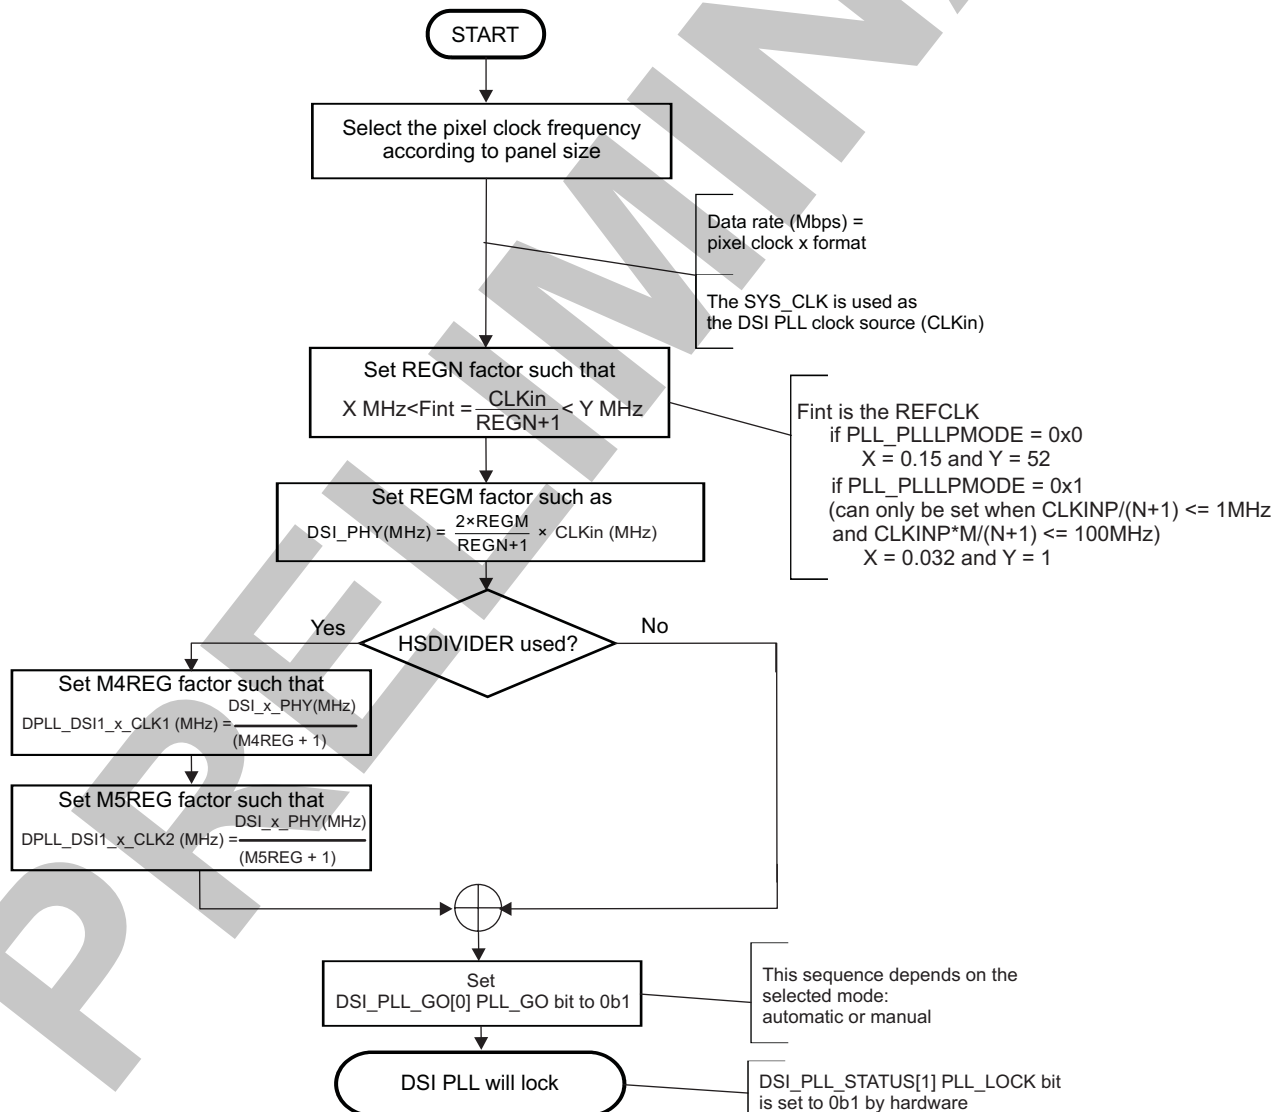 START
Select the pixel clock frequency
according to panel size
Data rate (Mbps) =
pixel clock x format
The SYS_CLK is used as
the DSI PLL clock source (CLKin)
Set REGN factor such that
X MHz<Fint = CLKin / REGN+1 < Y MHz
Fint is the REFCLK
if PLL_PLLLPMODE = 0x0
X = 0.15 and Y = 52
if PLL_PLLLPMODE = 0x1
(can only be set when CLKINP/(N+1) <= 1MHz
and CLKINP*M/(N+1) <= 100MHz)
X = 0.032 and Y = 1
Set REGM factor such as
DSI_PHY(MHz) = 2×REGM / REGN+1 × CLKin (MHz)
HSDIVIDER used?
Yes
No
Set M4REG factor such that
DPLL_DSI1_x_CLK1 (MHz) = DSI_x_PHY(MHz) / (M4REG + 1)
Set M5REG factor such that
DPLL_DSI1_x_CLK2 (MHz) = DSI_x_PHY(MHz) / (M5REG + 1)
Set
DSI_PLL_GO[0] PLL_GO bit to 0b1
This sequence depends on the
selected mode:
automatic or manual
DSI PLL will lock
DSI_PLL_STATUS[1] PLL_LOCK bit
is set to 0b1 by hardware
PRELIMINA